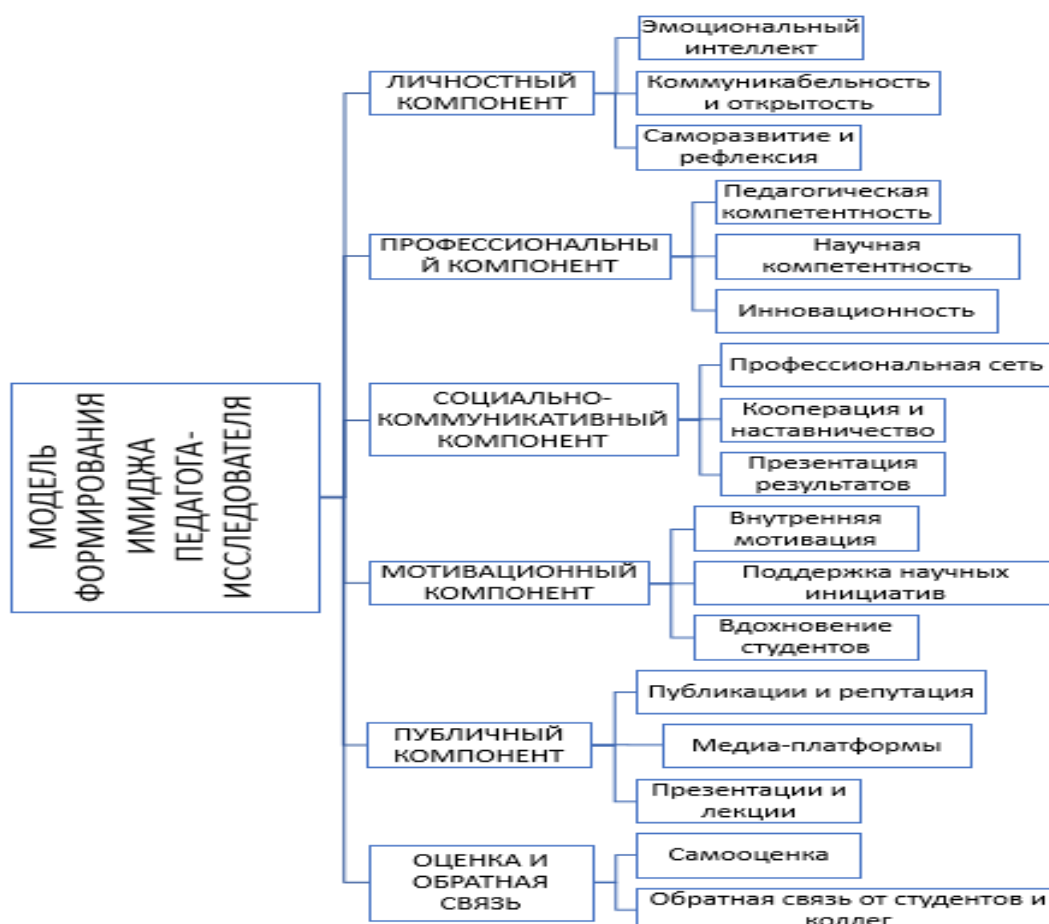 МОДЕЛЬ
ФОРМИРОВАНИЯ
ИМИДЖА
ПЕДАГОГА-
ИССЛЕДОВАТЕЛЯ
ЛИЧНОСТНЫЙ
КОМПОНЕНТ
Эмоциональный
интеллект
Коммуникабельность
и открытость
Саморазвитие и
рефлексия
ПРОФЕССИОНАЛЬНЫ
Й КОМПОНЕНТ
Педагогическая
компетентность
Научная
компетентность
Инновационность
СОЦИАЛЬНО-
КОММУНИКАТИВНЫЙ
КОМПОНЕНТ
Профессиональная сеть
Кооперация и
наставничество
Презентация
результатов
МОТИВАЦИОННЫЙ
КОМПОНЕНТ
Внутренняя
мотивация
Поддержка научных
инициатив
Вдохновение
студентов
ПУБЛИЧНЫЙ
КОМПОНЕНТ
Публикации и репутация
Медиа-платформы
Презентации и
лекции
ОЦЕНКА И
ОБРАТНАЯ
СВЯЗЬ
Самооценка
Обратная связь от студентов и
коллег